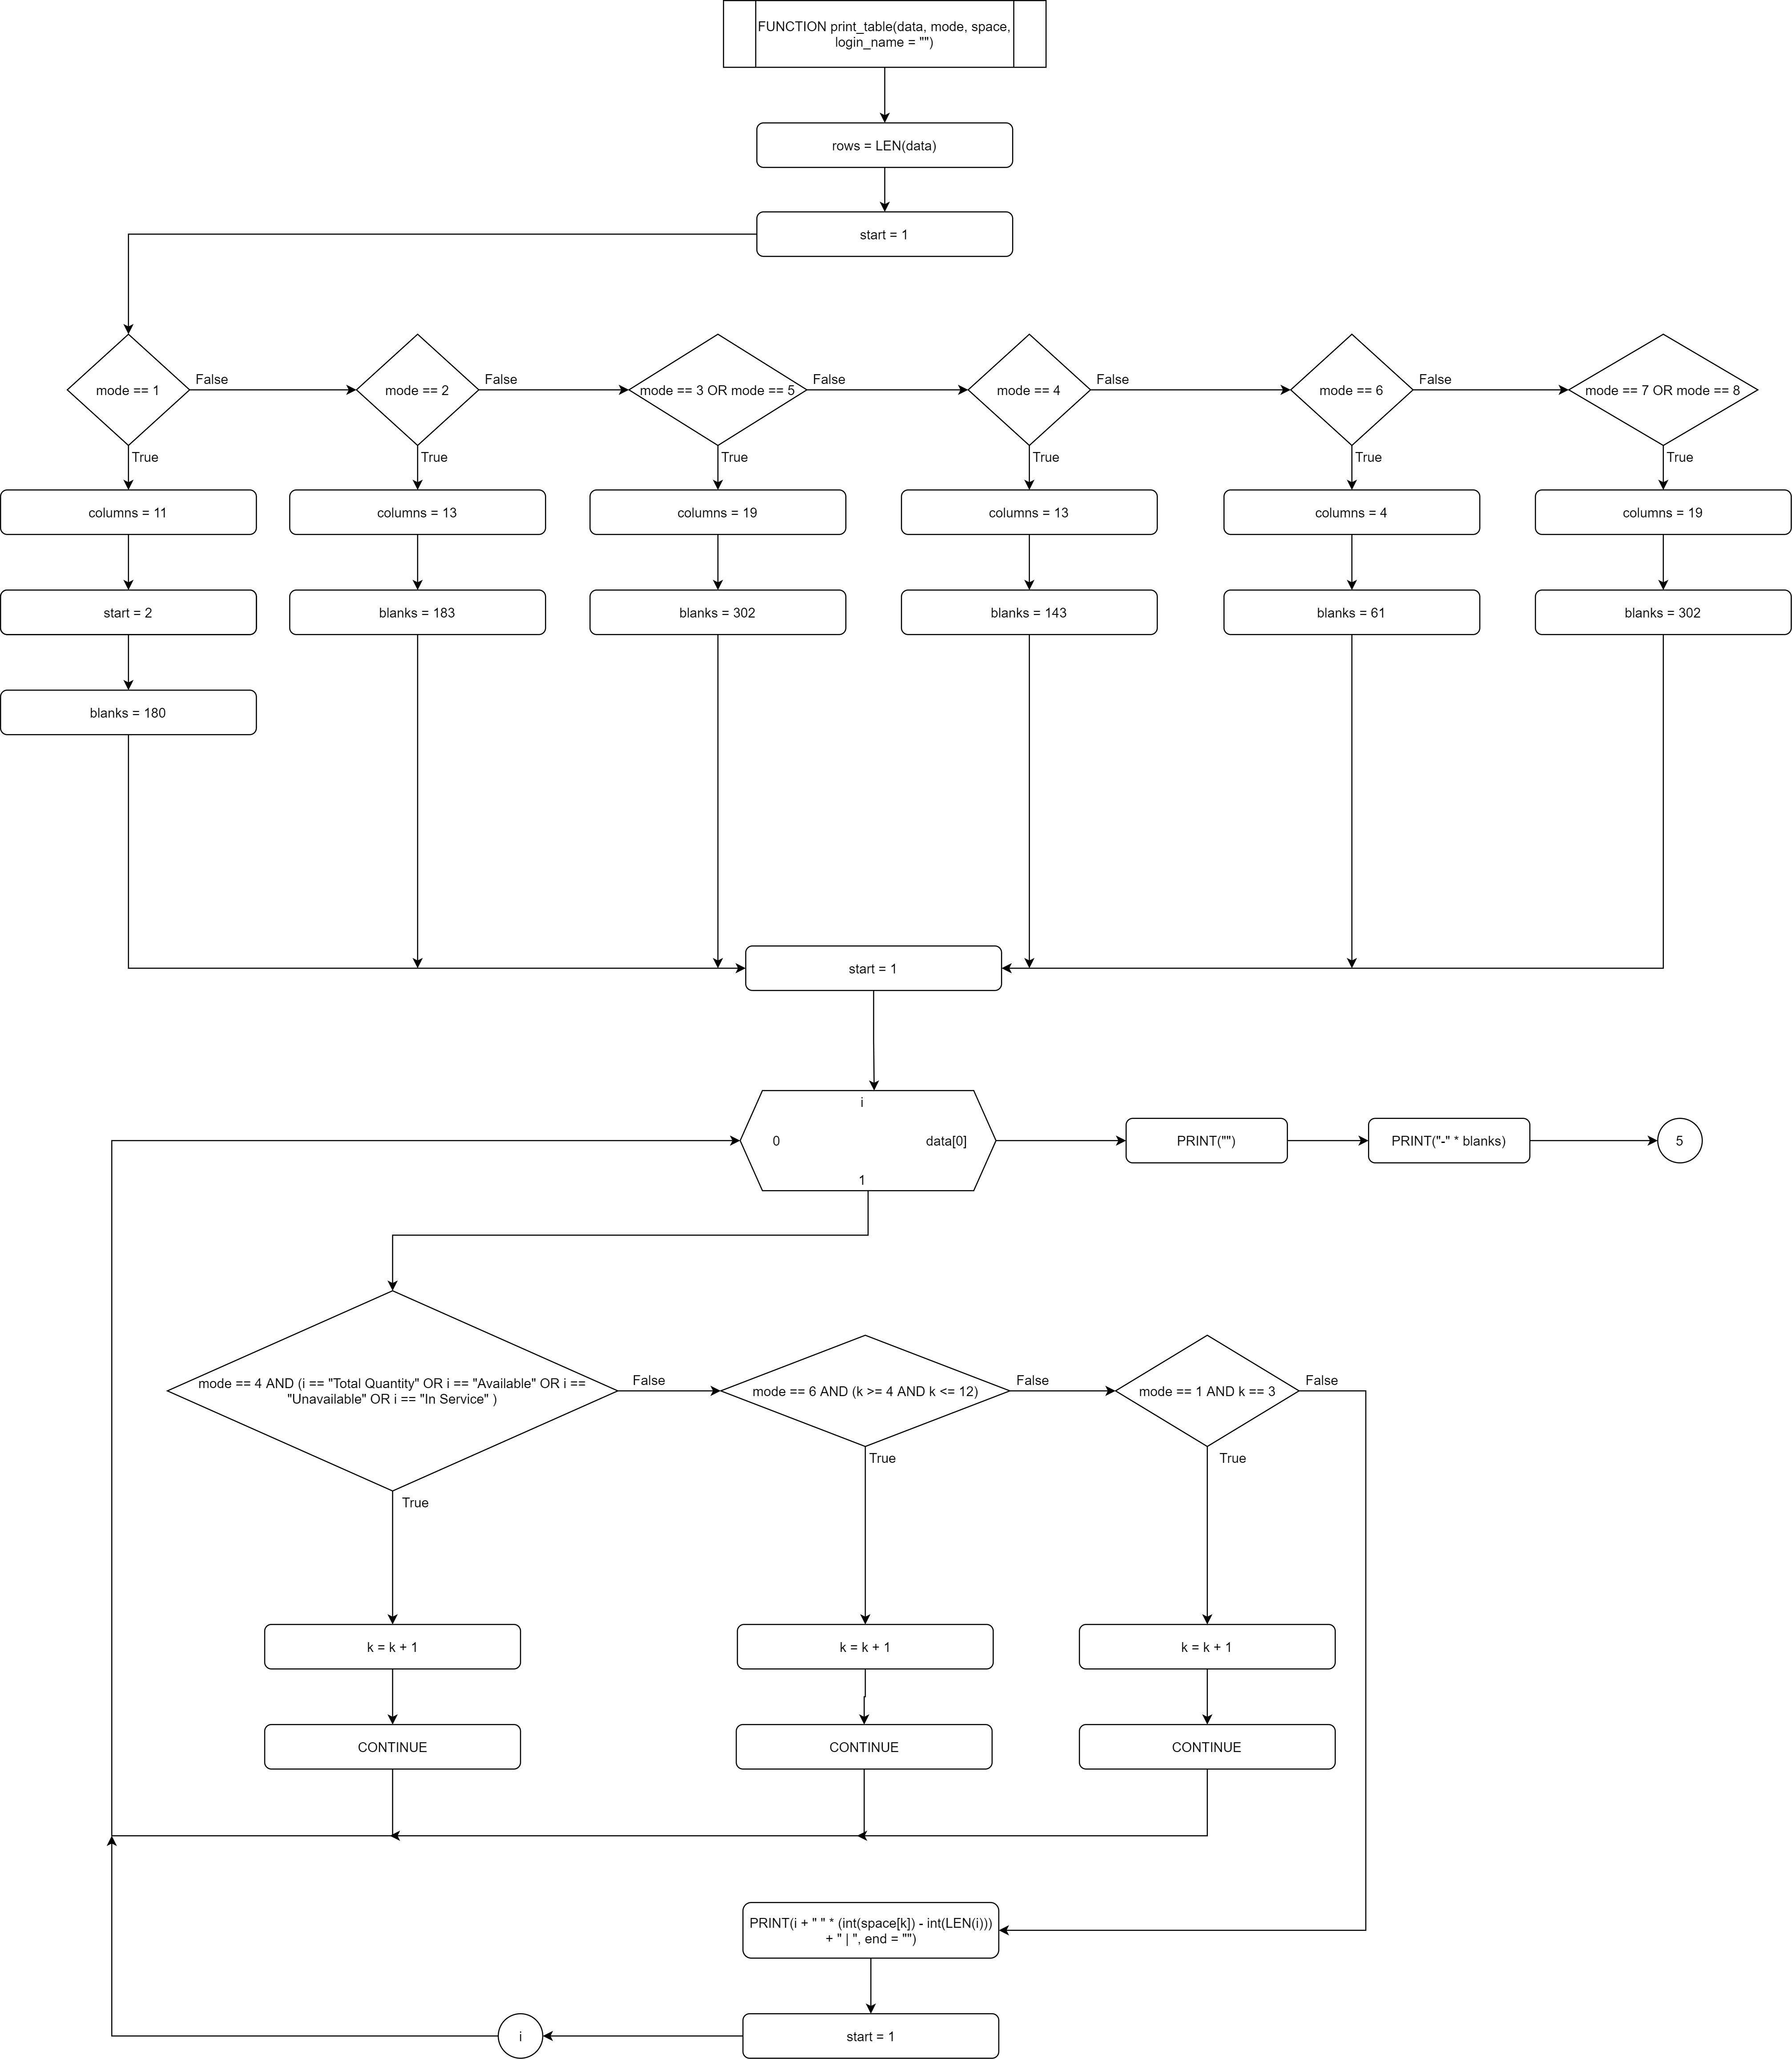 FUNCTION print_table(data, mode, space,
login_name = "")
rows = LEN(data)
start = 1
mode == 1
False
mode == 2
False
mode == 3 OR mode == 5
False
mode == 4
False
mode == 6
False
mode == 7 OR mode == 8
True
True
True
True
True
True
columns = 11
columns = 13
columns = 19
columns = 13
columns = 4
columns = 19
start = 2
blanks = 183
blanks = 302
blanks = 143
blanks = 61
blanks = 302
blanks = 180
start = 1
i
0
data[0]
1
PRINT("")
PRINT("-" * blanks)
5
mode == 4 AND (i == "Total Quantity" OR i == "Available" OR i ==
"Unavailable" OR i == "In Service" )
False
mode == 6 AND (k >= 4 AND k <= 12)
False
mode == 1 AND k == 3
False
True
True
True
k = k + 1
k = k + 1
k = k + 1
CONTINUE
CONTINUE
CONTINUE
PRINT(i + " " * (int(space[k]) - int(LEN(i)))
+ " | ", end = "")
start = 1
i